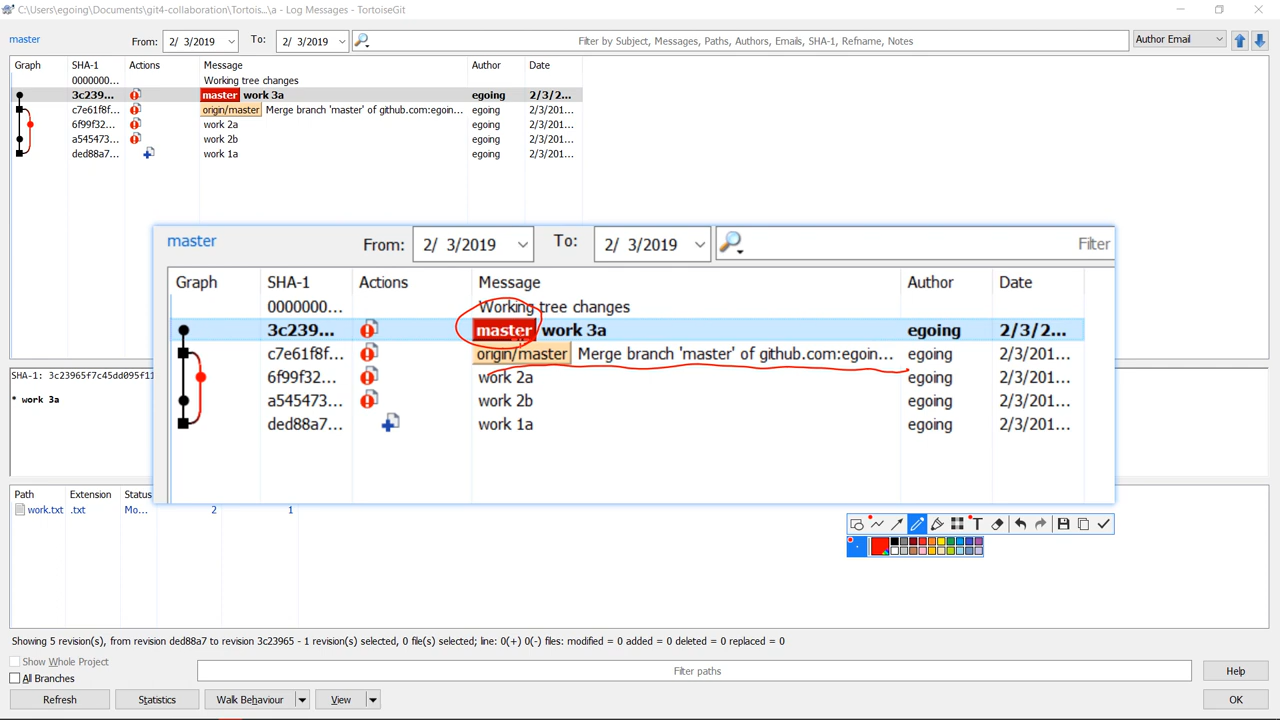 C:\Users\egoing\Documents\git4-collaboration\Tortois...\a - Log Messages - TortoiseGit
master From: 2/ 3/2019 To: 2/ 3/2019 Filter by Subject, Messages, Paths, Authors, Emails, SHA-1, Refname, Notes Author Email
Graph SHA-1 Actions Message Author Date
0000000... Working tree changes
3c239... master work 3a egoing 2/3/2...
c7e61f8f... origin/master Merge branch 'master' of github.com:egoin... egoing 2/3/201...
6f99f32... work 2a egoing 2/3/201...
a545473... work 2b egoing 2/3/201...
ded88a7... work 1a egoing 2/3/201...
master From: 2/ 3/2019 To: 2/ 3/2019 Filter
Graph SHA-1 Actions Message Author Date
0000000... Working tree changes
3c239... master work 3a egoing 2/3/2...
c7e61f8f... origin/master Merge branch 'master' of github.com:egoin... egoing 2/3/201...
6f99f32... work 2a egoing 2/3/201...
a545473... work 2b egoing 2/3/201...
ded88a7... work 1a egoing 2/3/201...
SHA-1: 3c23965f7c45dd095f11
* work 3a
Path Extension Status
work.txt .txt Mo... 2 1
T
Showing 5 revision(s), from revision ded88a7 to revision 3c23965 - 1 revision(s) selected, 0 file(s) selected; line: 0(+) 0(-) files: modified = 0 added = 0 deleted = 0 replaced = 0
Show Whole Project
All Branches
Filter paths
Help
Refresh Statistics Walk Behaviour View OK